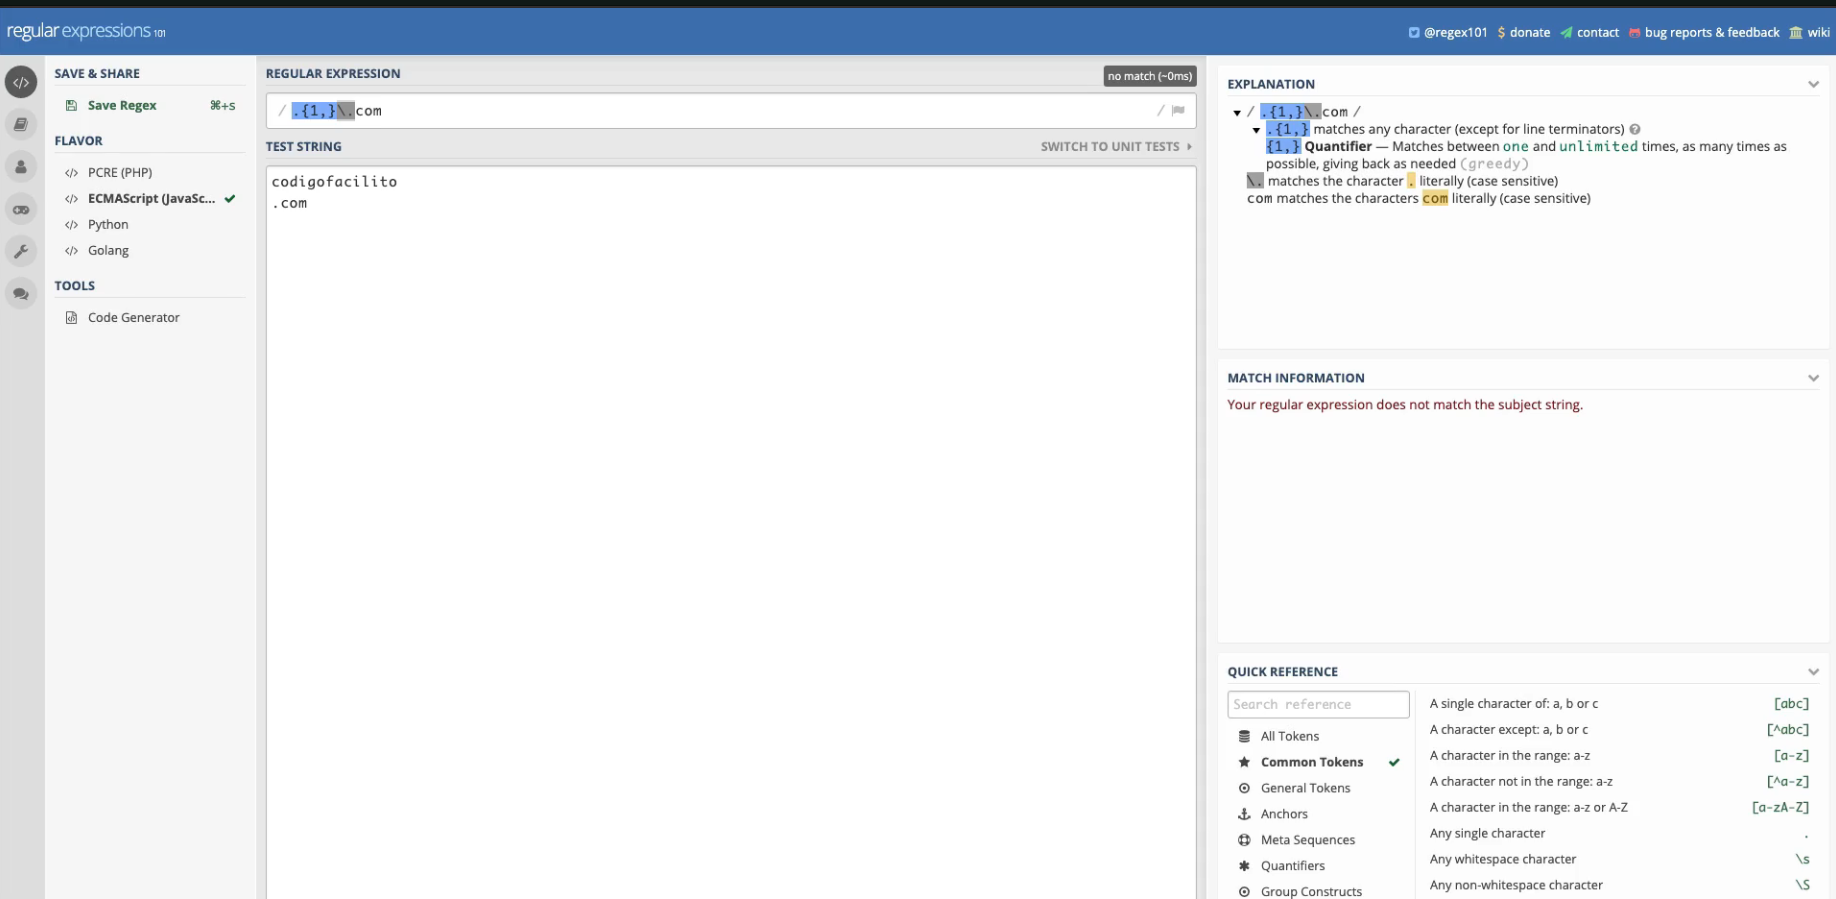 regular expressions 101
@regex101 donate contact bug reports & feedback wiki
SAVE & SHARE
Save Regex ⌘+s
FLAVOR
</> PCRE (PHP)
</> ECMAScript (JavaSc...
</> Python
</> Golang
TOOLS
Code Generator
REGULAR EXPRESSION
no match (~0ms)
/ .{1,}\.com /
TEST STRING
SWITCH TO UNIT TESTS
codigofacilito
.com
EXPLANATION
/ .{1,}\.com /
.{1,} matches any character (except for line terminators)
{1,} Quantifier — Matches between one and unlimited times, as many times as
possible, giving back as needed (greedy)
\. matches the character . literally (case sensitive)
com matches the characters com literally (case sensitive)
MATCH INFORMATION
Your regular expression does not match the subject string.
QUICK REFERENCE
Search reference
All Tokens
Common Tokens
General Tokens
Anchors
Meta Sequences
Quantifiers
Group Constructs
A single character of: a, b or c [abc]
A character except: a, b or c [^abc]
A character in the range: a-z [a-z]
A character not in the range: a-z [^a-z]
A character in the range: a-z or A-Z [a-zA-Z]
Any single character .
Any whitespace character \s
Any non-whitespace character \S